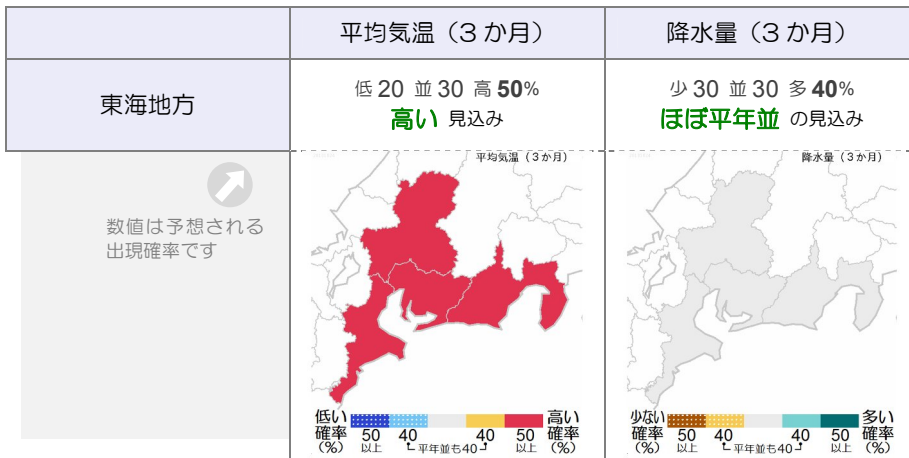 平均気温（3 か月）
降水量（3 か月）
東海地方
低 20 並 30 高 50%
高い 見込み
少 30 並 30 多 40%
ほぼ平年並 の見込み
数値は予想される
出現確率です
平均気温（3か月）
低い
確率
(%)
50
以上
40
平年並も40
40
50
以上
高い
確率
(%)
降水量（3か月）
少ない
確率
(%)
50
以上
40
平年並も40
40
50
以上
多い
確率
(%)